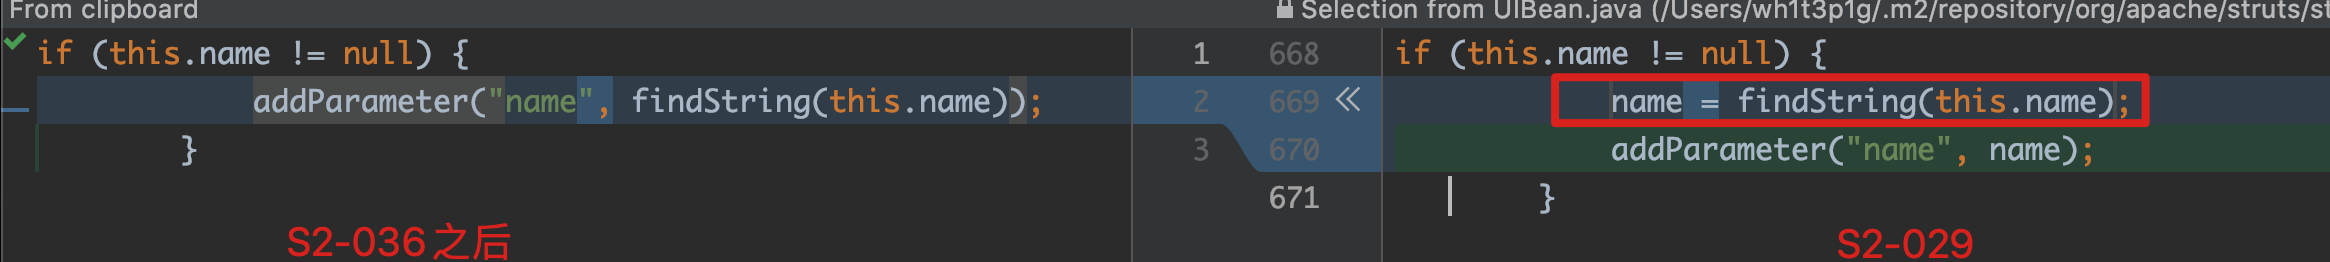 From clipboard
Selection from UIBean.java (/Users/wh1t3p1g/.m2/repository/org/apache/struts/st
if (this.name != null) {
addParameter("name", findString(this.name));
}
S2-036之后
1
2
3
668
669
670
671
if (this.name != null) {
name = findString(this.name);
addParameter("name", name);
}
S2-029